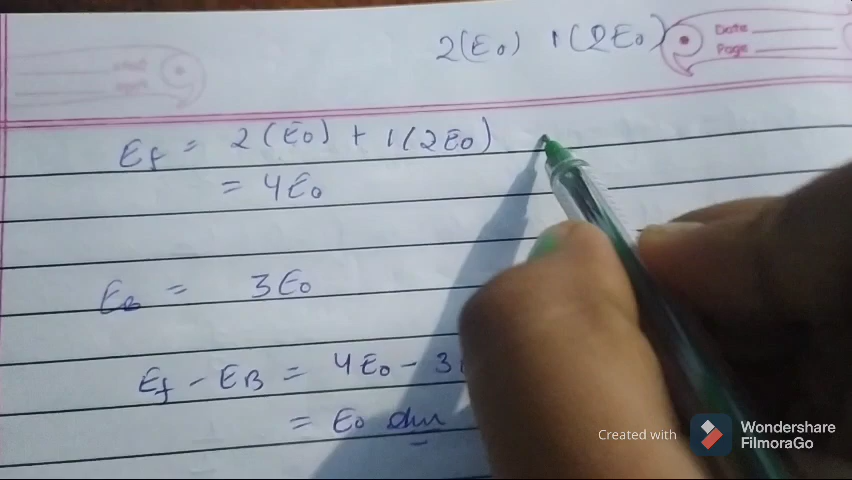 2(E₀) 1(2E₀)
Date
Page
E_f = 2(E₀) + 1(2E₀)
= 4E₀
E_B = 3E₀
E_f - E_B = 4E₀ - 3
= E₀
Created with Wondershare FilmoraGo